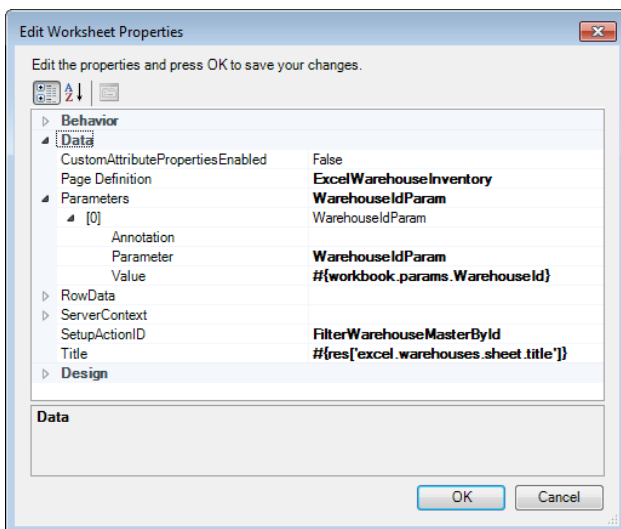 Edit Worksheet Properties
Edit the properties and press OK to save your changes.
Behavior
Data
CustomAttributePropertiesEnabled False
Page Definition ExcelWarehouseInventory
Parameters WarehouseIdParam
[0] WarehouseIdParam
Annotation
Parameter WarehouseIdParam
Value #{workbook.params.WarehouseId}
RowData
ServerContext
SetupActionID FilterWarehouseMasterById
Title #{res['excel.warehouses.sheet.title']}
Design
Data
OK Cancel